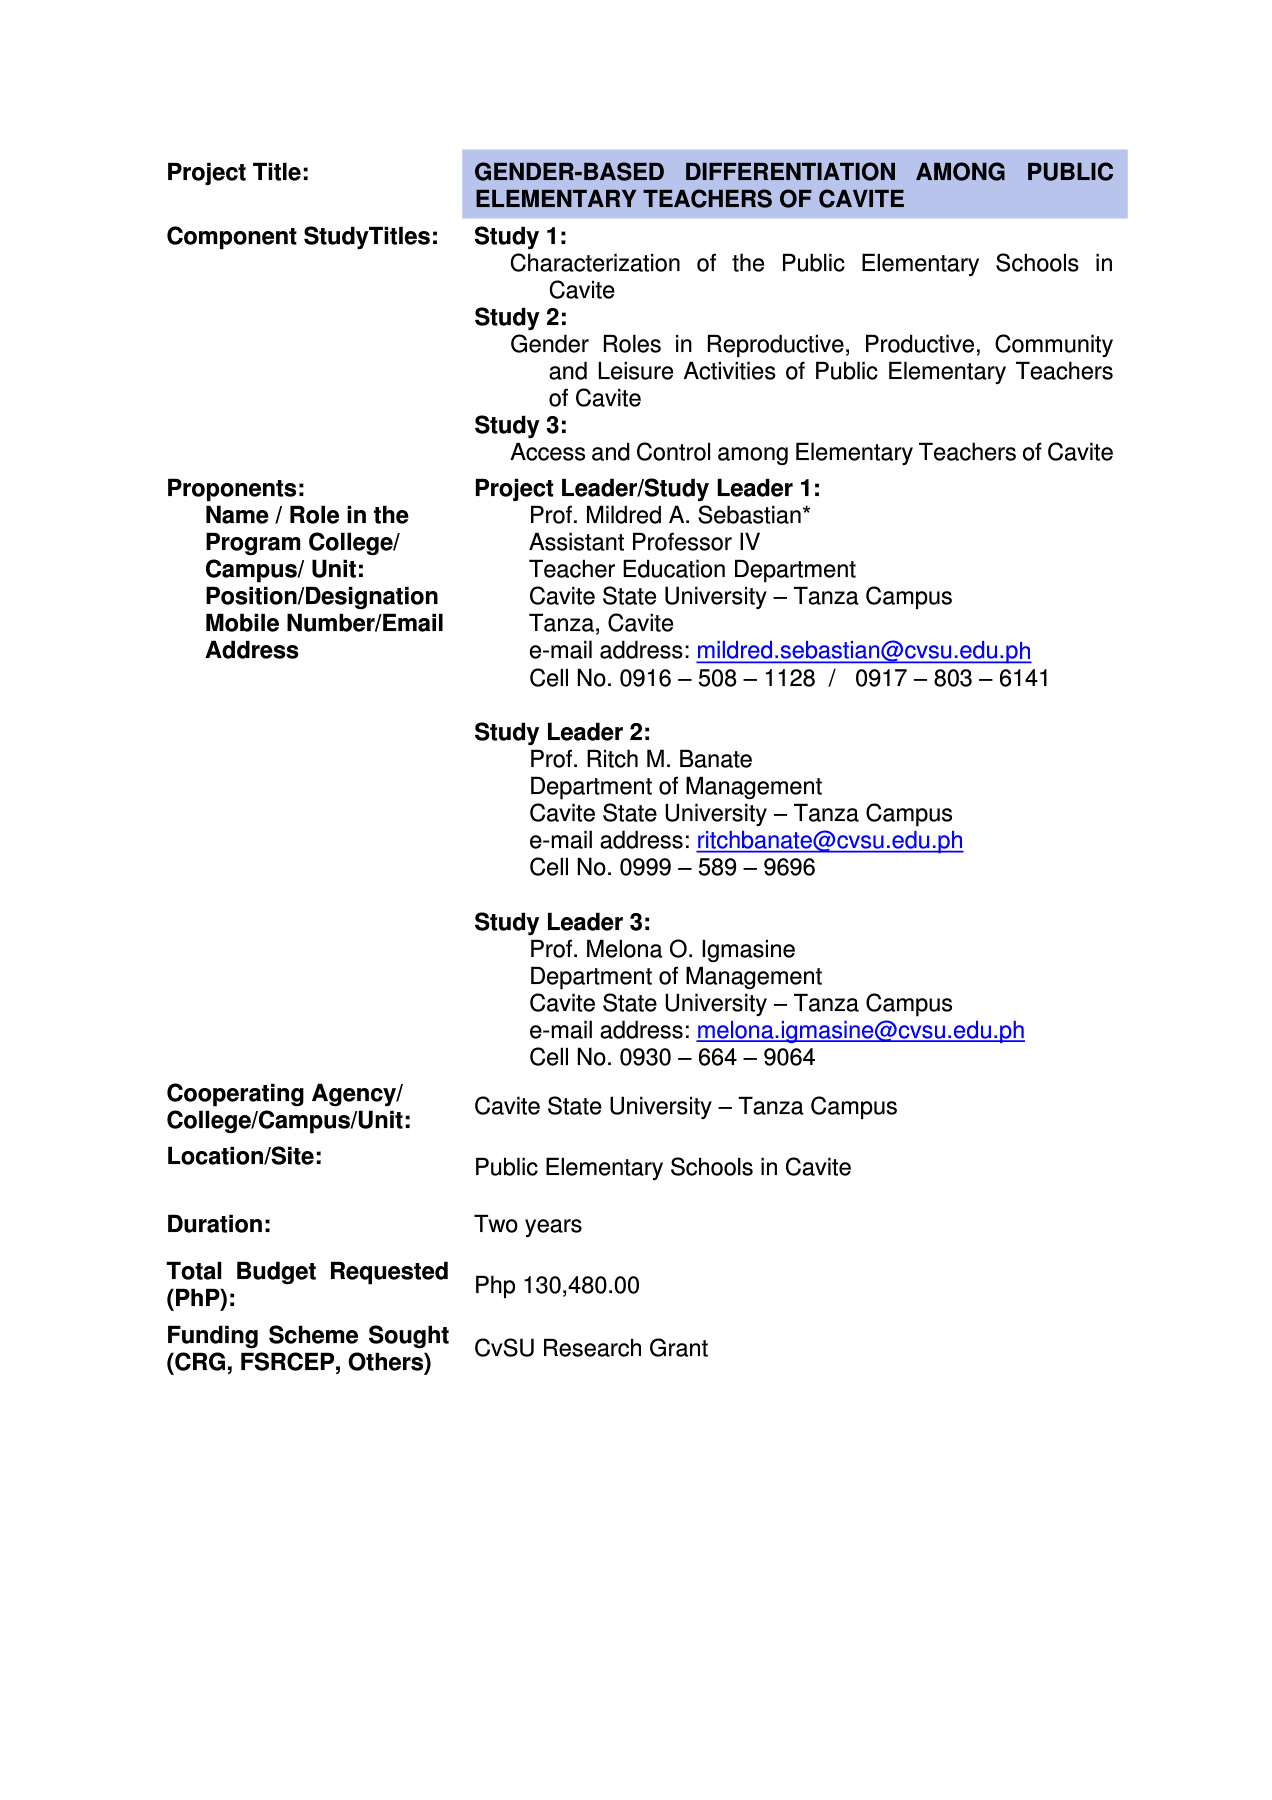 Project Title:
GENDER-BASED DIFFERENTIATION AMONG PUBLIC
ELEMENTARY TEACHERS OF CAVITE
Component StudyTitles:
Study 1:
Characterization of the Public Elementary Schools in
Cavite
Study 2:
Gender Roles in Reproductive, Productive, Community
and Leisure Activities of Public Elementary Teachers
of Cavite
Study 3:
Access and Control among Elementary Teachers of Cavite
Proponents:
Name / Role in the
Program College/
Campus/ Unit:
Position/Designation
Mobile Number/Email
Address
Project Leader/Study Leader 1:
Prof. Mildred A. Sebastian*
Assistant Professor IV
Teacher Education Department
Cavite State University – Tanza Campus
Tanza, Cavite
e-mail address: mildred.sebastian@cvsu.edu.ph
Cell No. 0916 – 508 – 1128 / 0917 – 803 – 6141
Study Leader 2:
Prof. Ritch M. Banate
Department of Management
Cavite State University – Tanza Campus
e-mail address: ritchbanate@cvsu.edu.ph
Cell No. 0999 – 589 – 9696
Study Leader 3:
Prof. Melona O. Igmasine
Department of Management
Cavite State University – Tanza Campus
e-mail address: melona.igmasine@cvsu.edu.ph
Cell No. 0930 – 664 – 9064
Cooperating Agency/
College/Campus/Unit:
Cavite State University – Tanza Campus
Location/Site:
Public Elementary Schools in Cavite
Duration:
Two years
Total Budget Requested
(PhP):
Php 130,480.00
Funding Scheme Sought
(CRG, FSRCEP, Others)
CvSU Research Grant